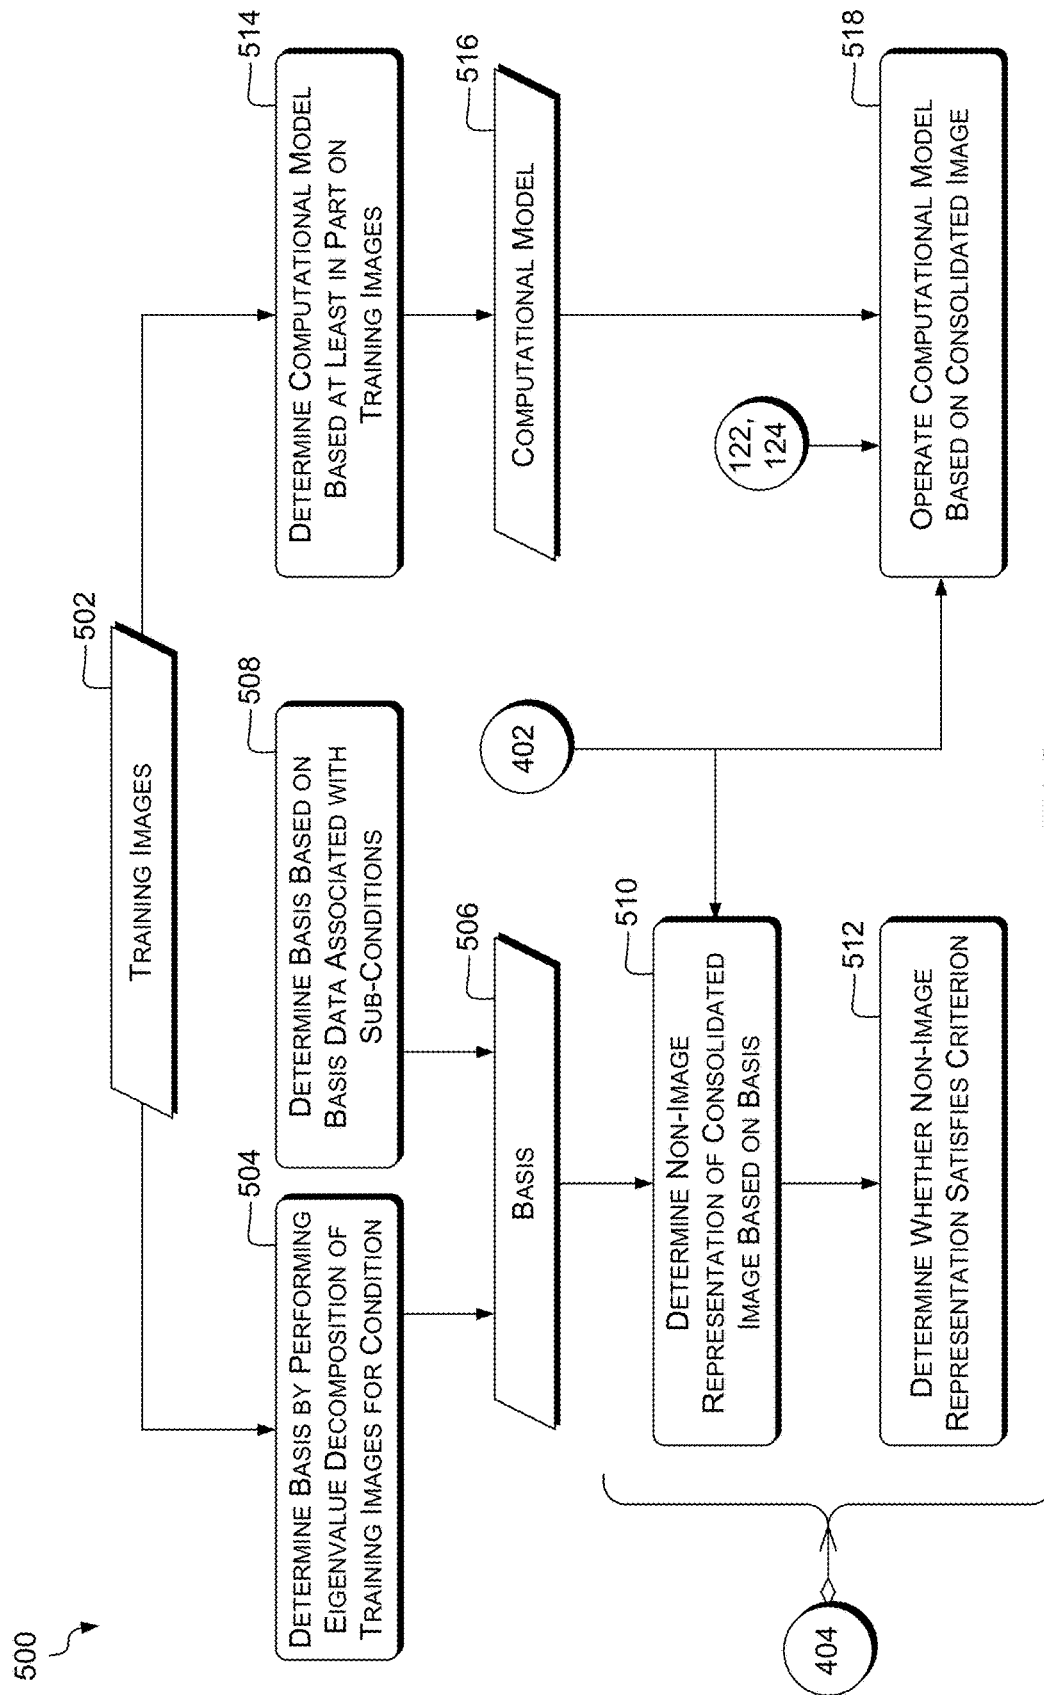 500
TRAINING IMAGES
502
DETERMINE BASIS BY PERFORMING
EIGENVALUE DECOMPOSITION OF
TRAINING IMAGES FOR CONDITION
504
DETERMINE BASIS BASED ON
BASIS DATA ASSOCIATED WITH
SUB-CONDITIONS
508
DETERMINE COMPUTATIONAL MODEL
BASED AT LEAST IN PART ON
TRAINING IMAGES
514
BASIS
506
402
COMPUTATIONAL MODEL
516
DETERMINE NON-IMAGE
REPRESENTATION OF CONSOLIDATED
IMAGE BASED ON BASIS
510
122,
124
404
DETERMINE WHETHER NON-IMAGE
REPRESENTATION SATISFIES CRITERION
512
OPERATE COMPUTATIONAL MODEL
BASED ON CONSOLIDATED IMAGE
518